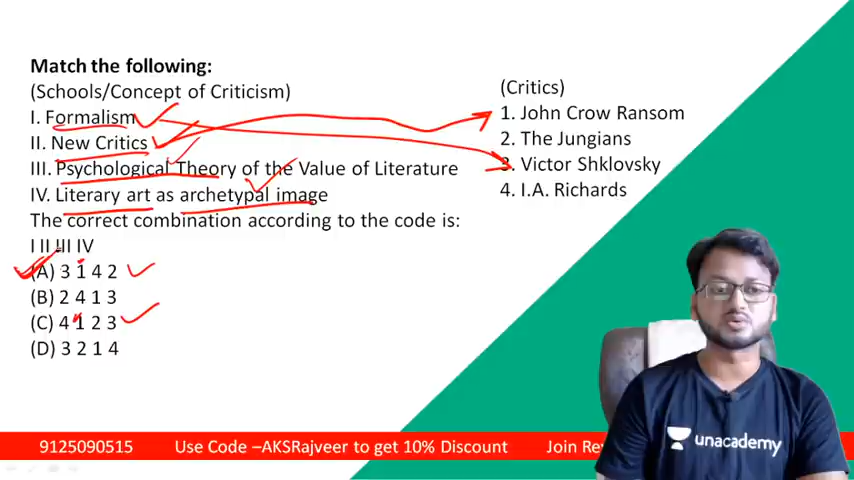 Match the following:
(Schools/Concept of Criticism)
I. Formalism
II. New Critics
III. Psychological Theory of the Value of Literature
IV. Literary art as archetypal image
The correct combination according to the code is:
I II III IV
(A) 3 1 4 2
(B) 2 4 1 3
(C) 4 1 2 3
(D) 3 2 1 4
(Critics)
1. John Crow Ransom
2. The Jungians
3. Victor Shklovsky
4. I.A. Richards
unacademy
9125090515 Use Code –AKSRajveer to get 10% Discount Join